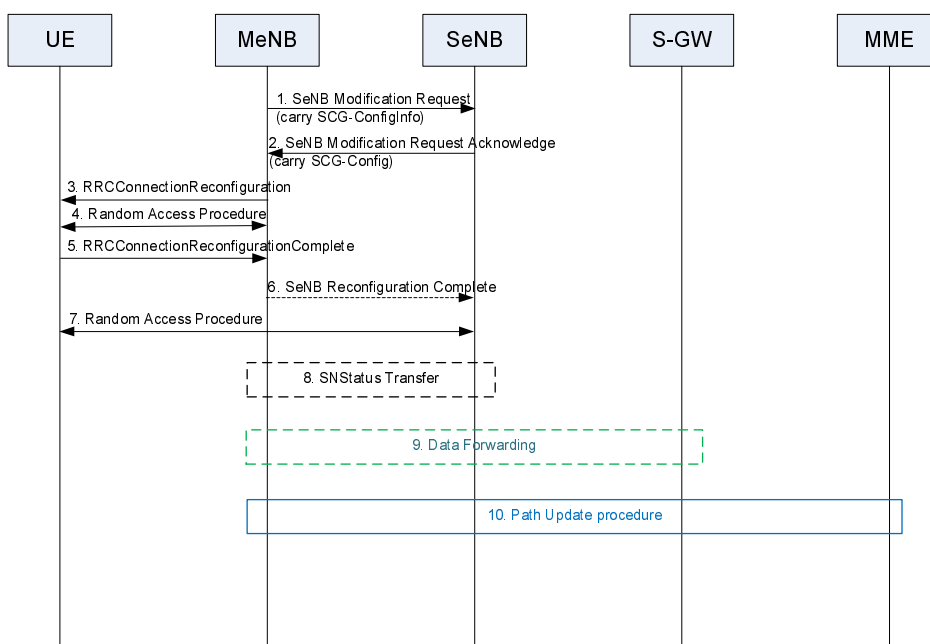 UE
MeNB
SeNB
S-GW
MME
1. SeNB Modification Request
(carry SCG-ConfigInfo)
2. SeNB Modification Request Acknowledge
(carry SCG-Config)
3. RRCConnectionReconfiguration
4. Random Access Procedure
5. RRCConnectionReconfigurationComplete
6. SeNB Reconfiguration Complete
7. Random Access Procedure
8. SNStatus Transfer
9. Data Forwarding
10. Path Update procedure